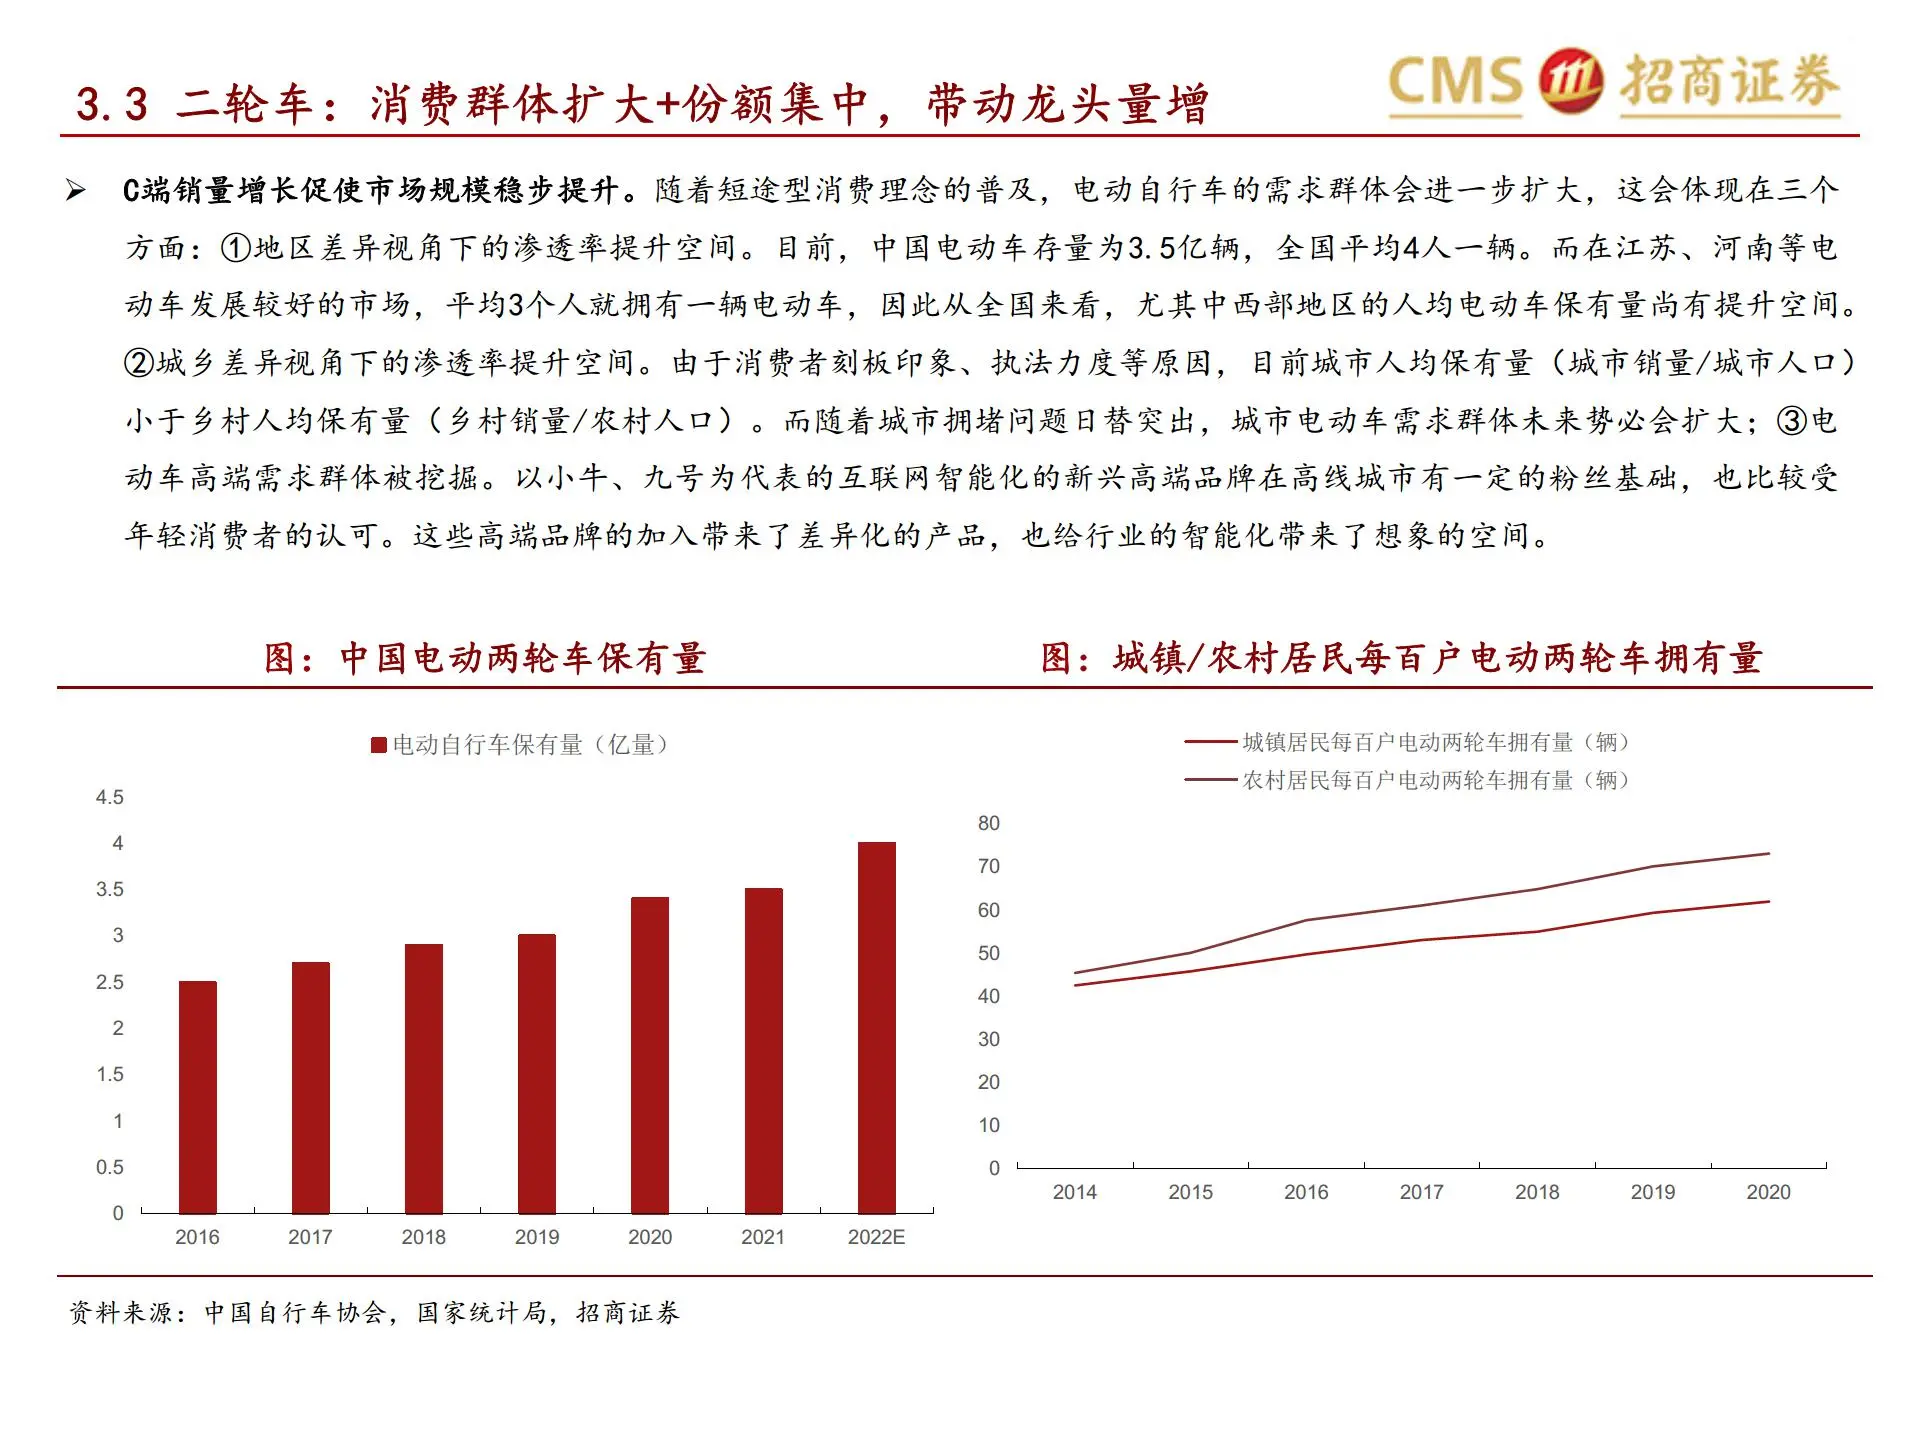 3.3 二轮车：消费群体扩大+份额集中，带动龙头量增
CMS 招商证券
➢ C端销量增长促使市场规模稳步提升。随着短途型消费理念的普及，电动自行车的需求群体会进一步扩大，这会体现在三个
方面：①地区差异视角下的渗透率提升空间。目前，中国电动车存量为3.5亿辆，全国平均4人一辆。而在江苏、河南等电
动车发展较好的市场，平均3个人就拥有一辆电动车，因此从全国来看，尤其中西部地区的人均电动车保有量尚有提升空间。
②城乡差异视角下的渗透率提升空间。由于消费者刻板印象、执法力度等原因，目前城市人均保有量（城市销量/城市人口）
小于乡村人均保有量（乡村销量/农村人口）。而随着城市拥堵问题日替突出，城市电动车需求群体未来势必会扩大；③电
动车高端需求群体被挖掘。以小牛、九号为代表的互联网智能化的新兴高端品牌在高线城市有一定的粉丝基础，也比较受
年轻消费者的认可。这些高端品牌的加入带来了差异化的产品，也给行业的智能化带来了想象的空间。
图：中国电动两轮车保有量
电动自行车保有量（亿量）
4.5
4
3.5
3
2.5
2
1.5
1
0.5
0
2016 2017 2018 2019 2020 2021 2022E
图：城镇/农村居民每百户电动两轮车拥有量
城镇居民每百户电动两轮车拥有量（辆）
农村居民每百户电动两轮车拥有量（辆）
80
70
60
50
40
30
20
10
0
2014 2015 2016 2017 2018 2019 2020
资料来源：中国自行车协会，国家统计局，招商证券